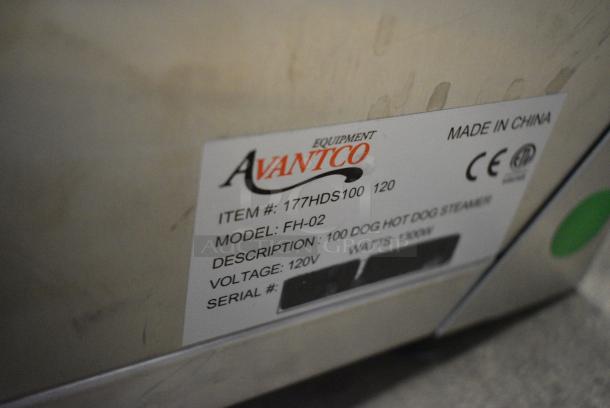 AVANTCO
EQUIPMENT
MADE IN CHINA
CE
ITEM #: 177HDS100 120
MODEL: FH-02
DESCRIPTION: 100 DOG HOT DOG STEAMER
VOLTAGE: 120V WATTS: 1300W
SERIAL #: